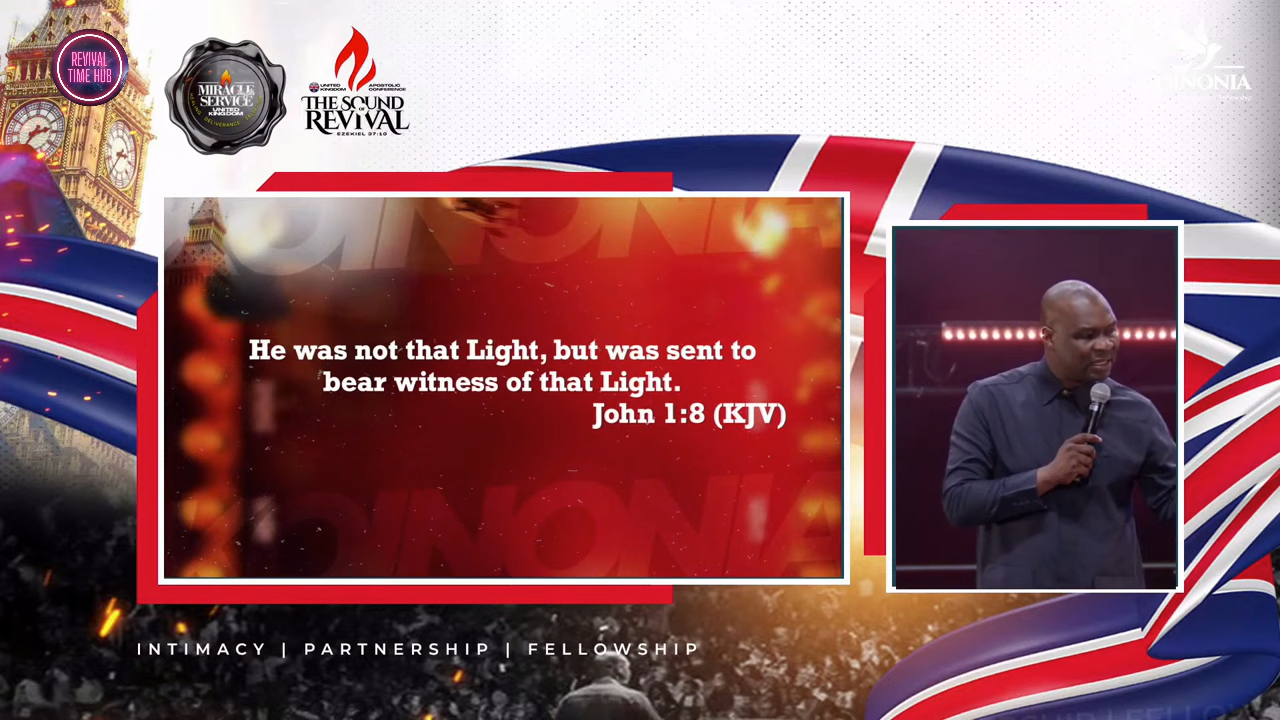 REVIVAL
TIME HUB
MIRACLE
SERVICE
UNITED
KINGDOM
UNITED
KINGDOM
APOSTOLIC
CONFERENCE
THE SOUND
OF
REVIVAL
EZEKIEL 37:10
KOINONIA
He was not that Light, but was sent to
bear witness of that Light.
John 1:8 (KJV)
KOINONIA
INTIMACY | PARTNERSHIP | FELLOWSHIP